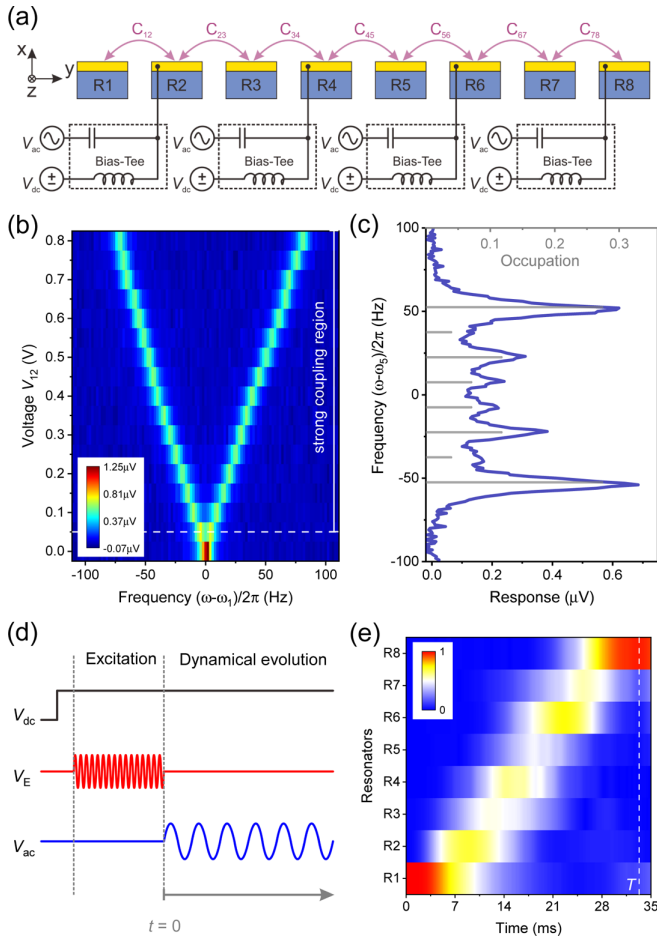 (a)
C12 C23 C34 C45 C56 C67 C78
x
z
y
R1 R2 R3 R4 R5 R6 R7 R8
Vac Vac Vac Vac
Bias-Tee Bias-Tee Bias-Tee Bias-Tee
Vdc Vdc Vdc Vdc
(b)
Voltage V12 (V)
0.8
0.7
0.6
0.5
0.4
0.3
0.2
0.1
0.0
strong coupling region
1.25μV
0.81μV
0.37μV
-0.07μV
-100 -50 0 50 100
Frequency (ω-ω1)/2π (Hz)
(c)
0.1 0.3
Occupation
Frequency (ω-ω5)/2π (Hz)
100
50
0
-50
-100
0.0 0.2 0.4 0.6
Response (μV)
(d)
Excitation Dynamical evolution
Vdc
VE
Vac
t = 0
(e)
Resonators
R8
R7
R6
R5
R4
R3
R2
R1
1
0
T
0 7 14 21 28 35
Time (ms)